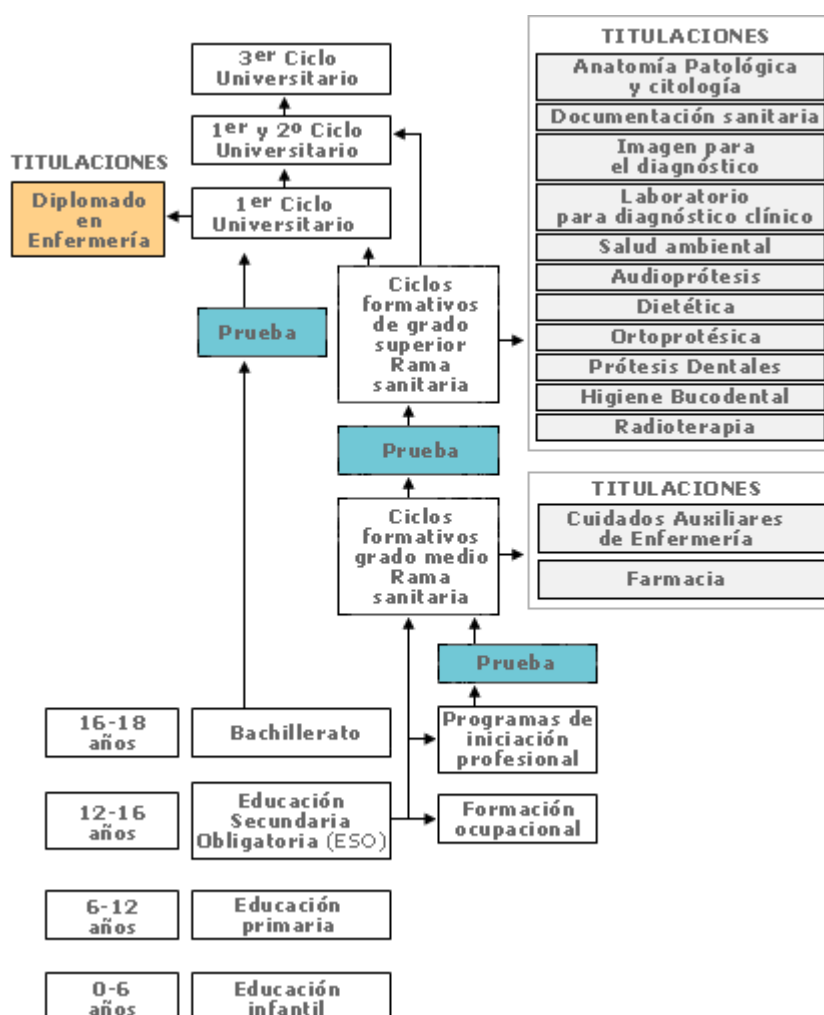 3er Ciclo
Universitario
1er y 2º Ciclo
Universitario
TITULACIONES
Diplomado
en
Enfermería
1er Ciclo
Universitario
Prueba
Ciclos
formativos
de grado
superior
Rama
sanitaria
TITULACIONES
Anatomía Patológica
y citología
Documentación sanitaria
Imagen para
el diagnóstico
Laboratorio
para diagnóstico clínico
Salud ambiental
Audioprótesis
Dietética
Ortoprotésica
Prótesis Dentales
Higiene Bucodental
Radioterapia
Prueba
Ciclos
formativos
grado medio
Rama
sanitaria
TITULACIONES
Cuidados Auxiliares
de Enfermería
Farmacia
Prueba
16-18
años
Bachillerato
Programas de
iniciación
profesional
12-16
años
Educación
Secundaria
Obligatoria (ESO)
Formación
ocupacional
6-12
años
Educación
primaria
0-6
años
Educación
infantil